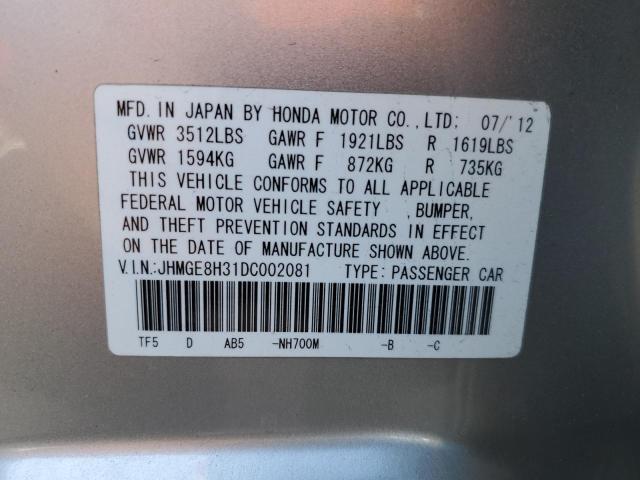 MFD. IN JAPAN BY HONDA MOTOR CO., LTD; 07/'12
GVWR 3512LBS GAWR F 1921LBS R 1619LBS
GVWR 1594KG GAWR F 872KG R 735KG
THIS VEHICLE CONFORMS TO ALL APPLICABLE
FEDERAL MOTOR VEHICLE SAFETY , BUMPER,
AND THEFT PREVENTION STANDARDS IN EFFECT
ON THE DATE OF MANUFACTURE SHOWN ABOVE.
V.I.N.:JHMGE8H31DC002081 TYPE: PASSENGER CAR
TF5 D AB5 -NH700M -B -C